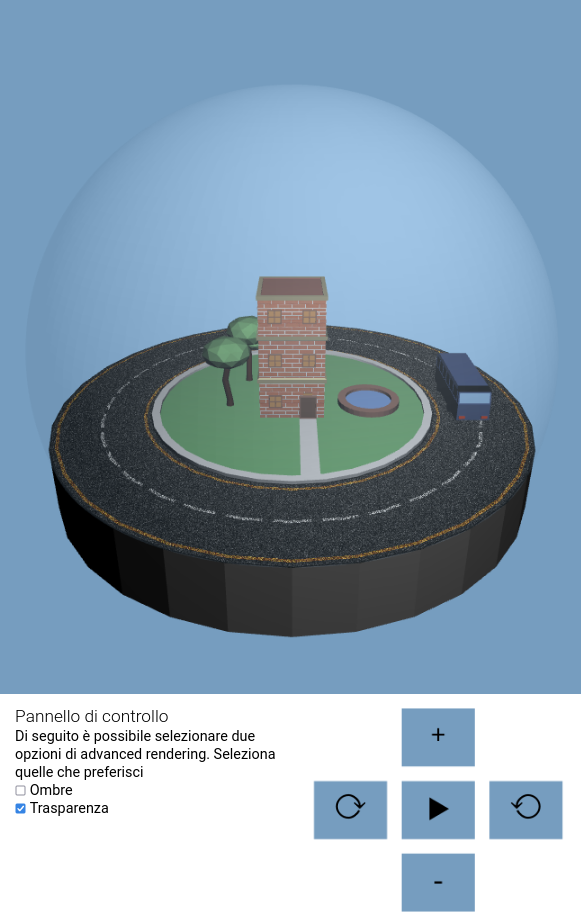 Pannello di controllo
Di seguito è possibile selezionare due
opzioni di advanced rendering. Seleziona
quelle che preferisci
Ombre
Trasparenza
+
-